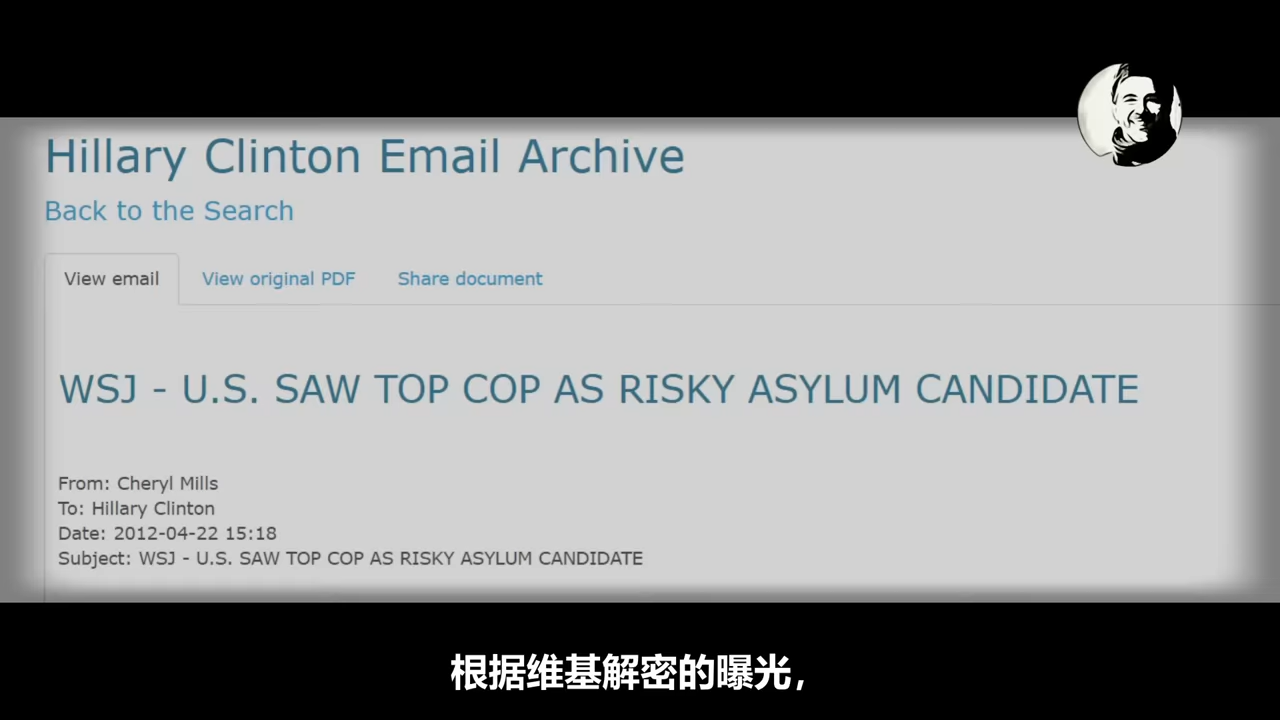 Hillary Clinton Email Archive
Back to the Search
View email View original PDF Share document
WSJ - U.S. SAW TOP COP AS RISKY ASYLUM CANDIDATE
From: Cheryl Mills
To: Hillary Clinton
Date: 2012-04-22 15:18
Subject: WSJ - U.S. SAW TOP COP AS RISKY ASYLUM CANDIDATE
根据维基解密的曝光，